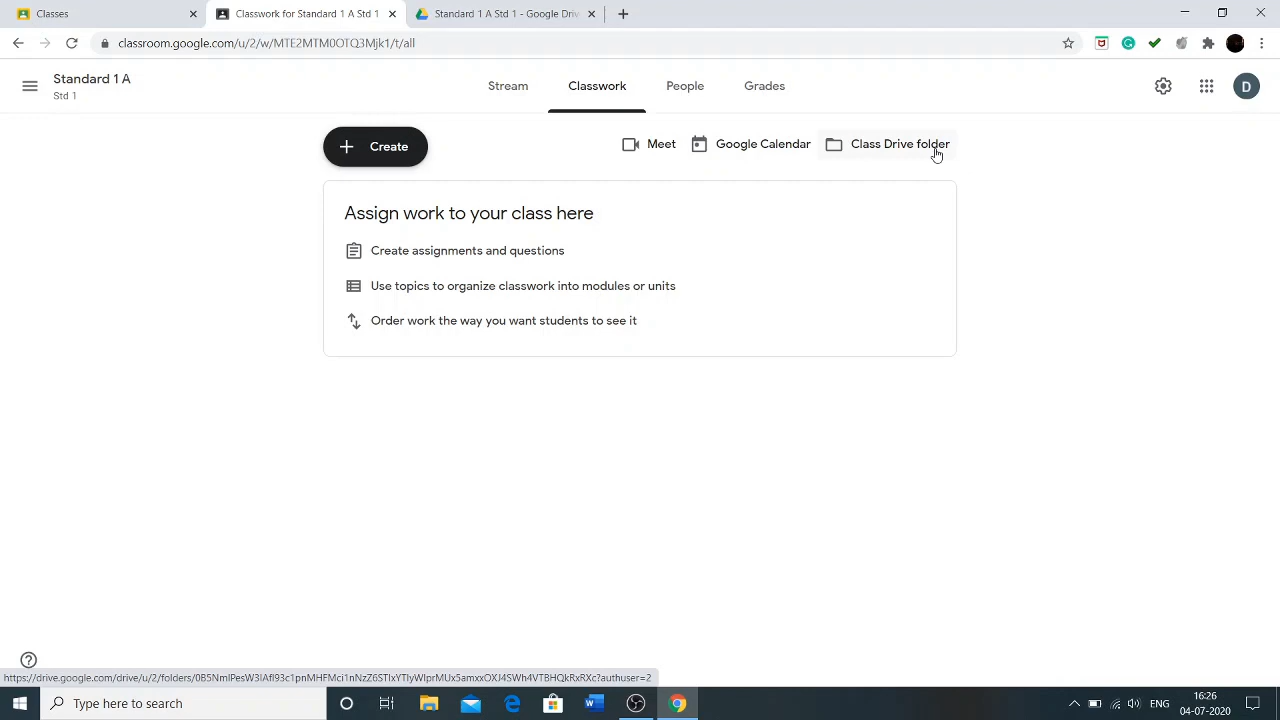 Classes
Classwork for Standard 1 A Std 1
Standard 1 A Std 1 - Google Driv
classroom.google.com/u/2/w/MTE2MTM0OTQ3Mjk1/t/all
Standard 1 A
Std 1
Stream
Classwork
People
Grades
D
Create
Meet
Google Calendar
Class Drive folder
Assign work to your class here
Create assignments and questions
Use topics to organize classwork into modules or units
Order work the way you want students to see it
Type here to search
ENG
16:26
04-07-2020